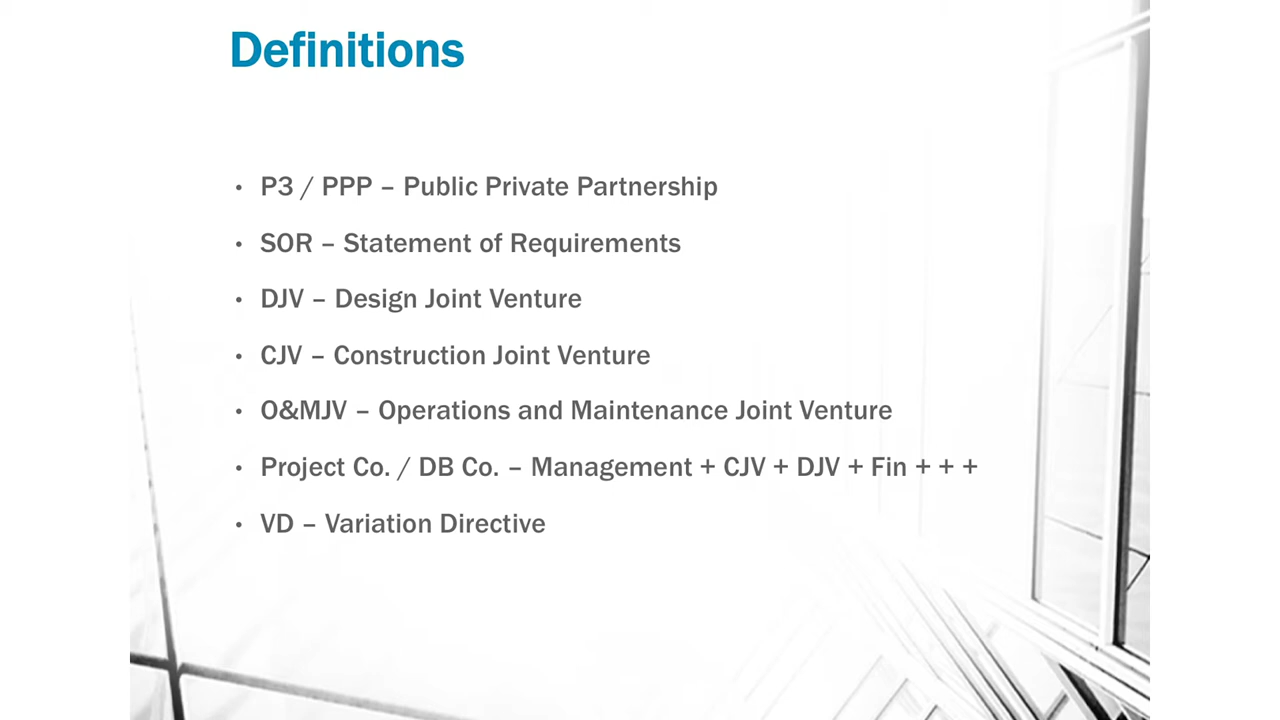 Definitions
• P3 / PPP – Public Private Partnership
• SOR – Statement of Requirements
• DJV – Design Joint Venture
• CJV – Construction Joint Venture
• O&MJV – Operations and Maintenance Joint Venture
• Project Co. / DB Co. – Management + CJV + DJV + Fin + + +
• VD – Variation Directive